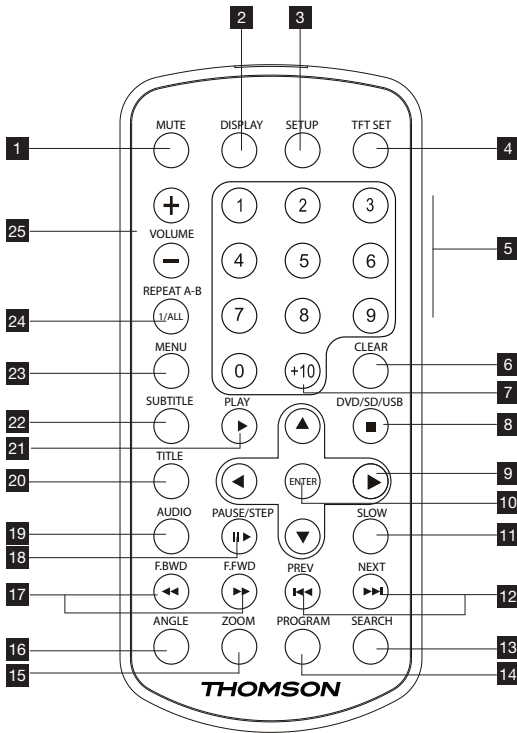 2 3
MUTE DISPLAY SETUP TFT SET
1 4
+ 1 2 3
25 VOLUME 5
− 4 5 6
REPEAT A-B
24 1/ALL 7 8 9
MENU CLEAR
23 0 +10 6
7
SUBTITLE PLAY DVD/SD/USB
22 8
21
TITLE
20 ENTER 9
10
AUDIO PAUSE/STEP SLOW
19 11
18
F.BWD F.FWD PREV NEXT
17 12
ANGLE ZOOM PROGRAM SEARCH
16 13
15 14
THOMSON